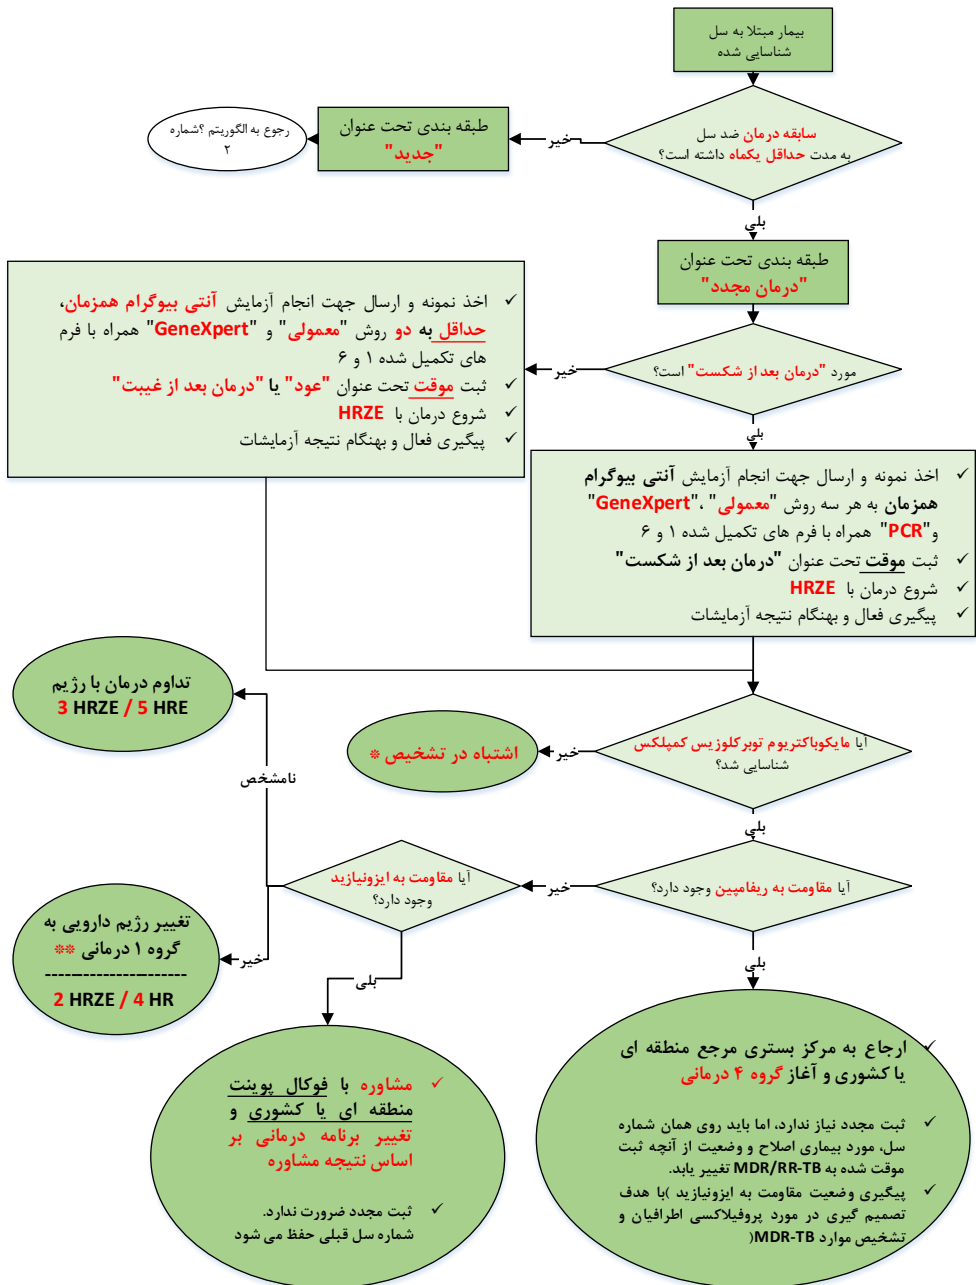 بیمار مبتلا به سل
شناسایی شده
سابقه درمان ضد سل
به مدت حداقل یکماه داشته است؟
خیر
طبقه بندی تحت عنوان
"جدید"
رجوع به الگوریتم ؟شماره
۲
بلی
طبقه بندی تحت عنوان
"درمان مجدد"
مورد "درمان بعد از شکست" است؟
خیر
✓ اخذ نمونه و ارسال جهت انجام آزمایش آنتی بیوگرام همزمان،
حداقل به دو روش "معمولی" و "GeneXpert" همراه با فرم
های تکمیل شده ۱ و ۶
✓ ثبت موقت تحت عنوان "عود" یا "درمان بعد از غیبت"
✓ شروع درمان با HRZE
✓ پیگیری فعال و بهنگام نتیجه آزمایشات
بلی
✓ اخذ نمونه و ارسال جهت انجام آزمایش آنتی بیوگرام
همزمان به هر سه روش "معمولی" ،"GeneXpert"
و"PCR" همراه با فرم های تکمیل شده ۱ و ۶
✓ ثبت موقت تحت عنوان "درمان بعد از شکست"
✓ شروع درمان با HRZE
✓ پیگیری فعال و بهنگام نتیجه آزمایشات
آیا مایکوباکتریوم توبرکلوزیس کمپلکس
شناسایی شد؟
خیر
اشتباه در تشخیص *
بلی
آیا مقاومت به ریفامپین وجود دارد؟
خیر
آیا مقاومت به ایزونیازید
وجود دارد؟
نامشخص
تداوم درمان با رژیم
3 HRZE / 5 HRE
خیر
تغییر رژیم دارویی به
گروه ۱ درمانی **
----------------------
2 HRZE / 4 HR
بلی
✓ مشاوره با فوکال پوینت
منطقه ای یا کشوری و
تغییر برنامه درمانی بر
اساس نتیجه مشاوره
✓ ثبت مجدد ضرورت ندارد.
شماره سل قبلی حفظ می شود
بلی
✓ ارجاع به مرکز بستری مرجع منطقه ای
یا کشوری و آغاز گروه ۴ درمانی
✓ ثبت مجدد نیاز ندارد، اما باید روی همان شماره
سل، مورد بیماری اصلاح و وضعیت از آنچه ثبت
موقت شده به MDR/RR-TB تغییر یابد.
✓ پیگیری وضعیت مقاومت به ایزونیازید )با هدف
تصمیم گیری در مورد پروفیلاکسی اطرافیان و
تشخیص موارد MDR-TB(